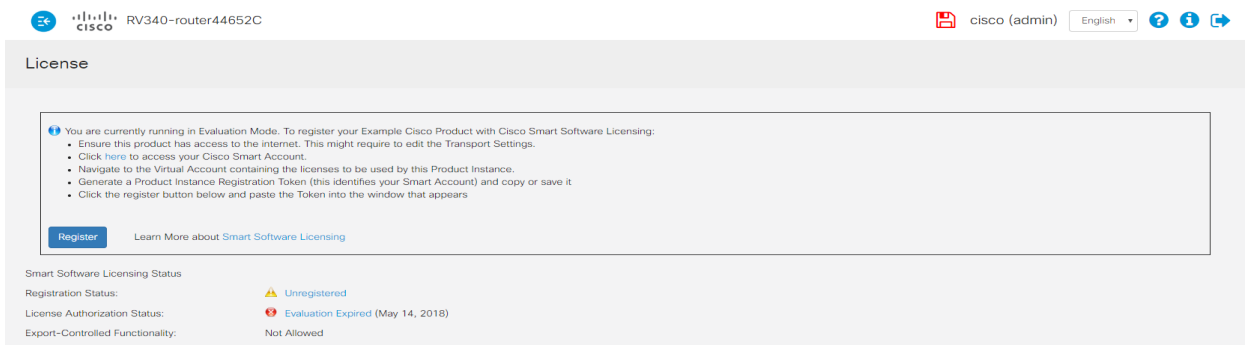 CISCO RV340-router44652C cisco (admin) English
License
You are currently running in Evaluation Mode. To register your Example Cisco Product with Cisco Smart Software Licensing:
• Ensure this product has access to the internet. This might require to edit the Transport Settings.
• Click here to access your Cisco Smart Account.
• Navigate to the Virtual Account containing the licenses to be used by this Product Instance.
• Generate a Product Instance Registration Token (this identifies your Smart Account) and copy or save it
• Click the register button below and paste the Token into the window that appears
Register Learn More about Smart Software Licensing
Smart Software Licensing Status
Registration Status: Unregistered
License Authorization Status: Evaluation Expired (May 14, 2018)
Export-Controlled Functionality: Not Allowed